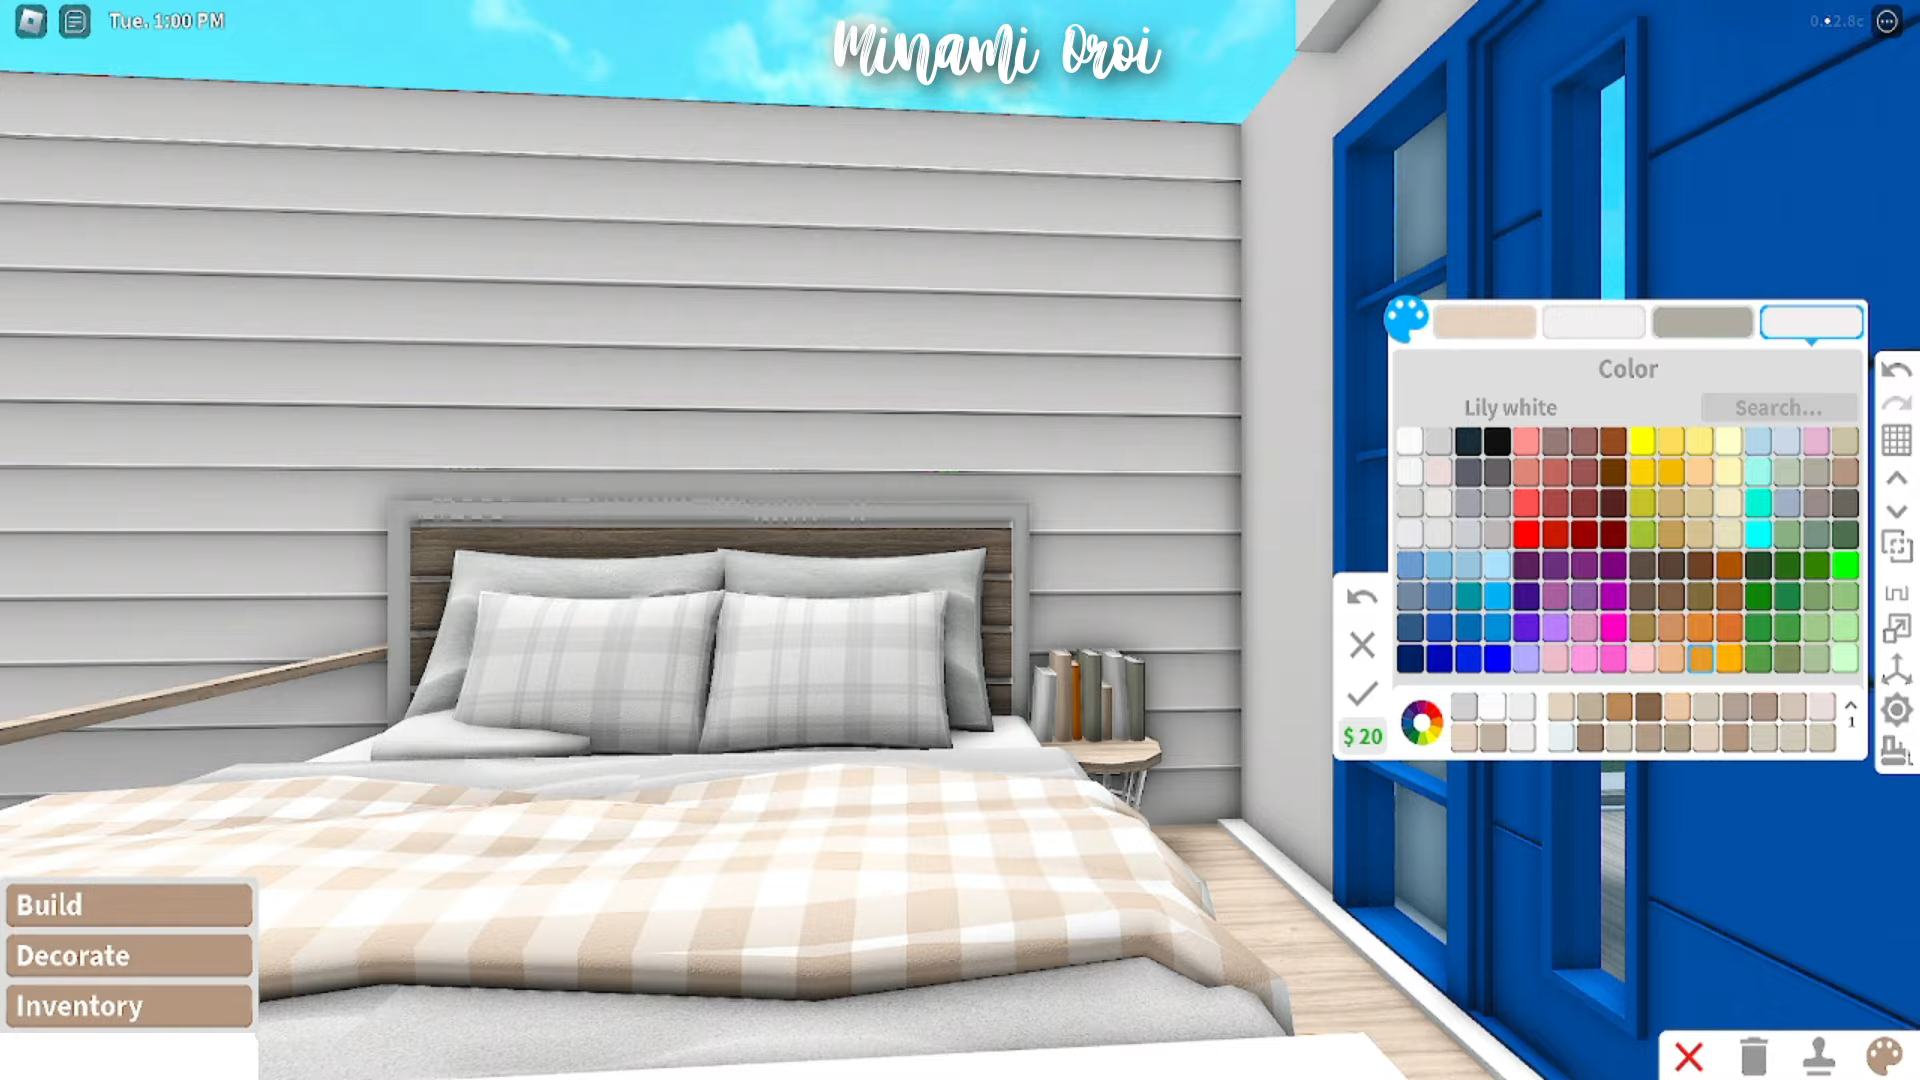 Tue. 1:00 PM
Minami Oroi
Color
Lily white
Search...
1
$ 20
Build
Decorate
Inventory
L